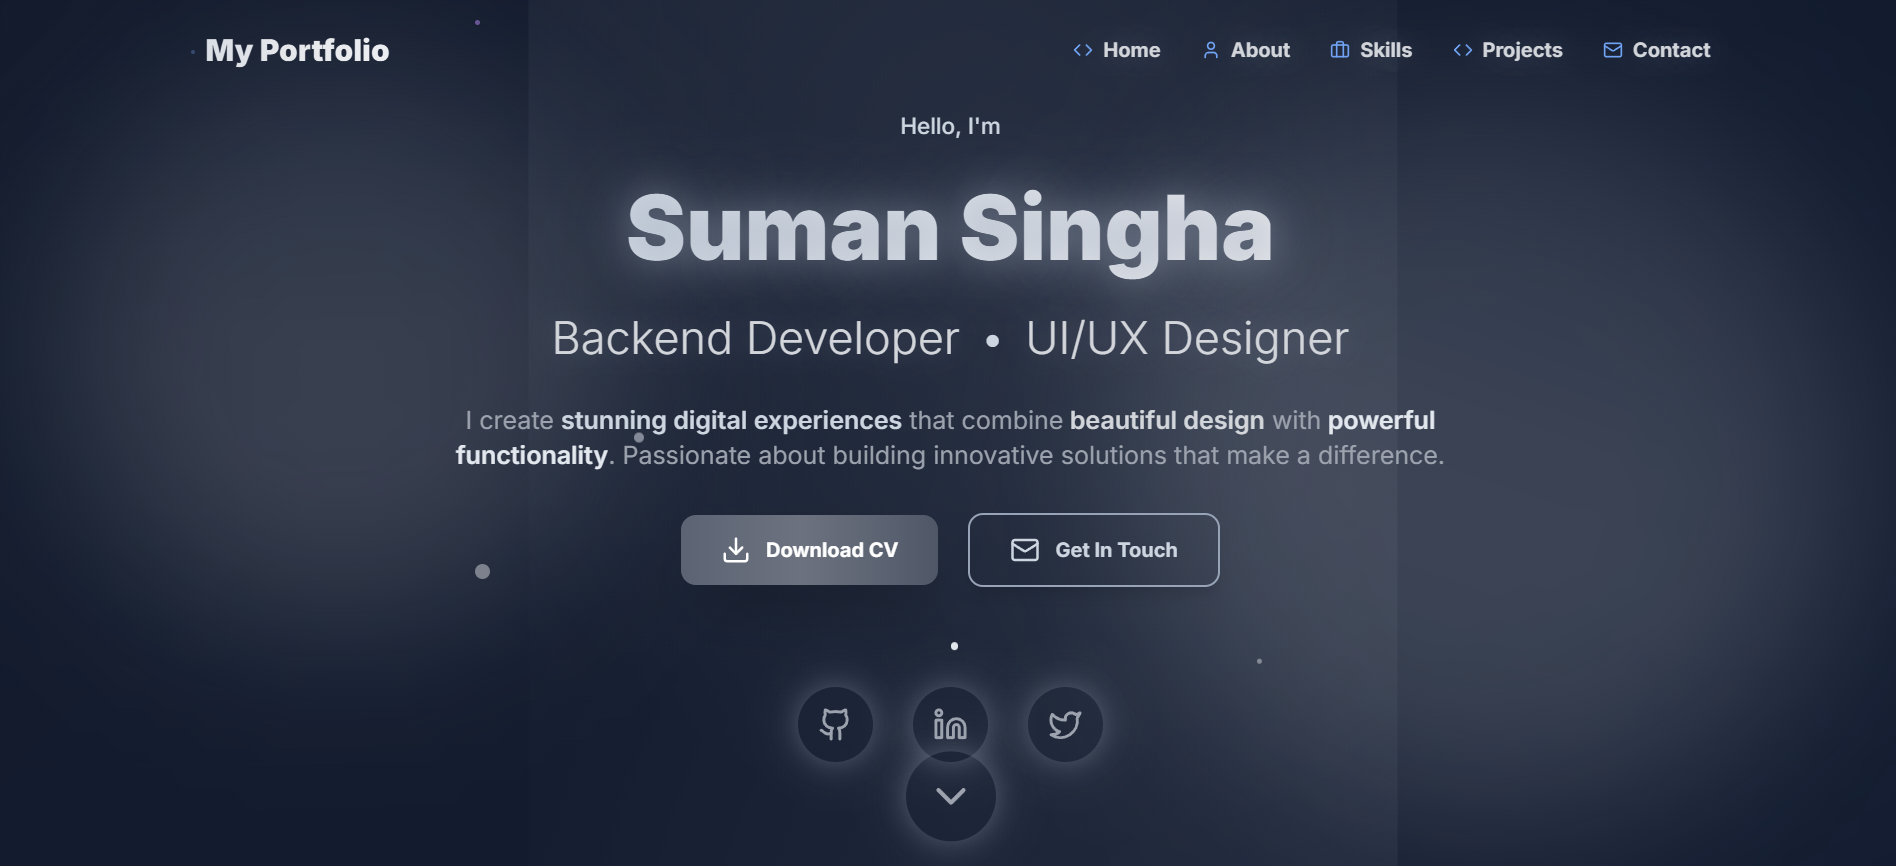 My Portfolio
Home About Skills Projects Contact
Hello, I'm
Suman Singha
Backend Developer • UI/UX Designer
I create stunning digital experiences that combine beautiful design with powerful
functionality. Passionate about building innovative solutions that make a difference.
Download CV Get In Touch